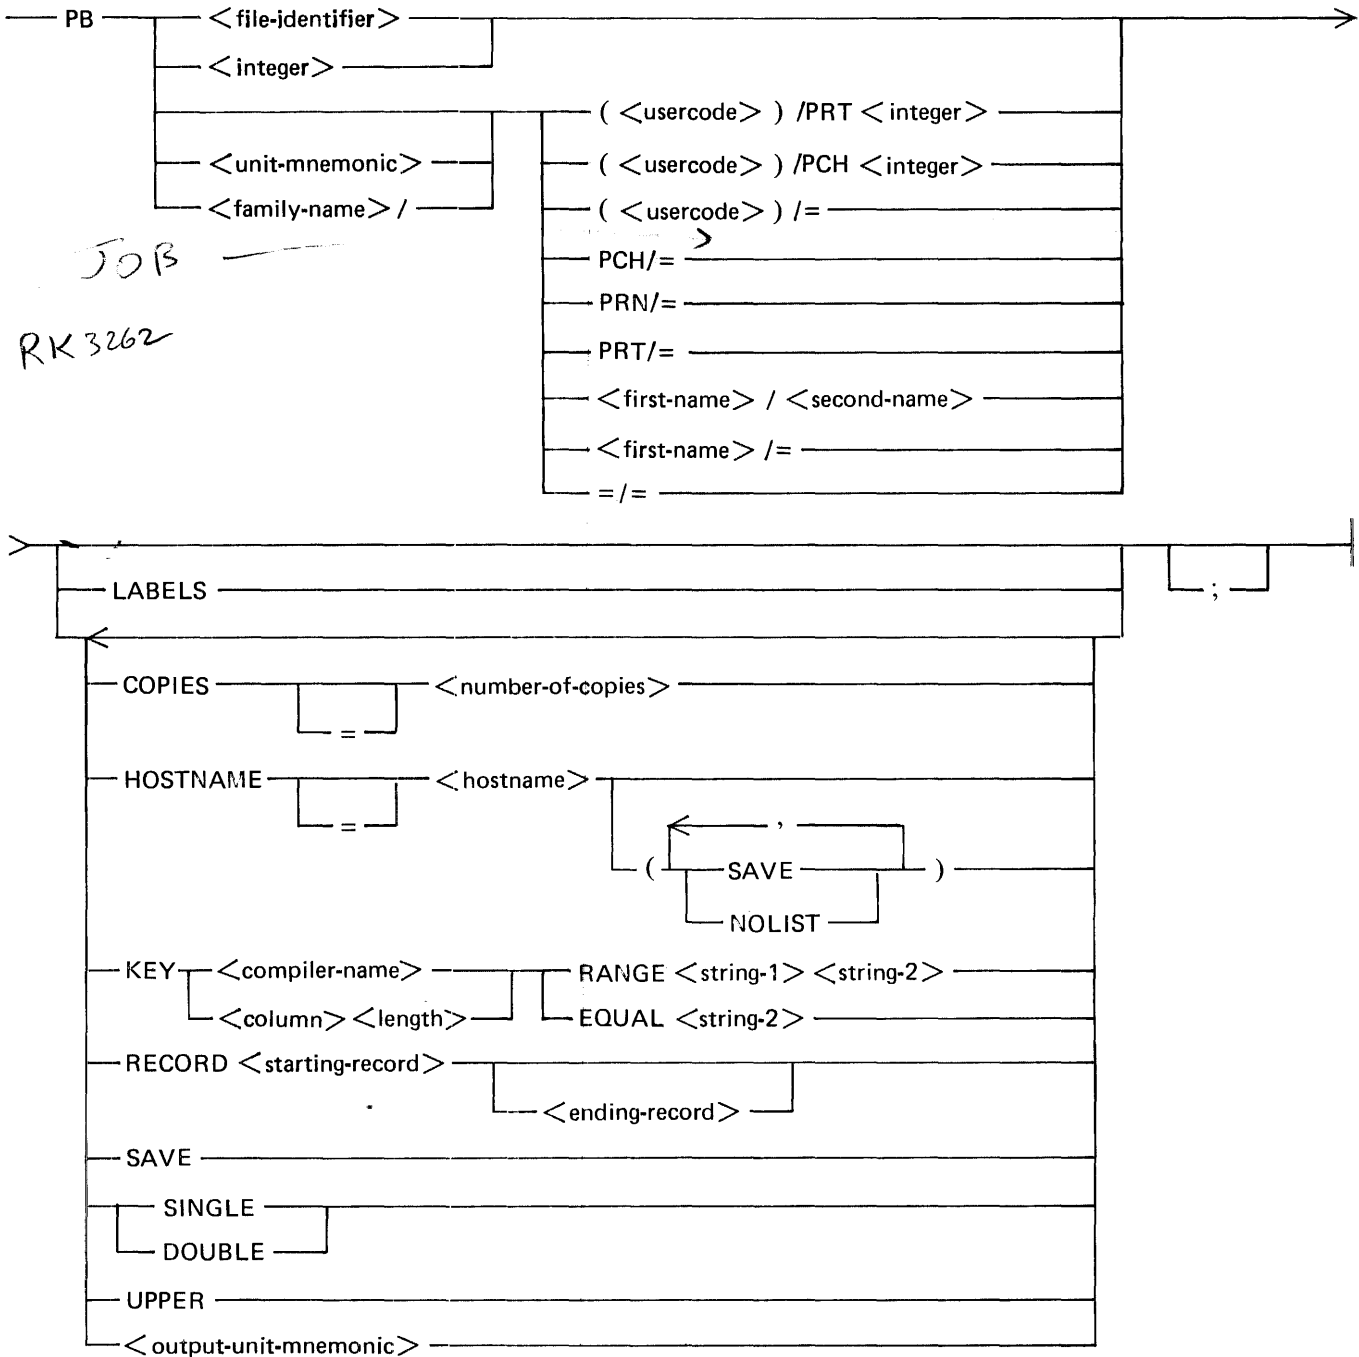 PB <file-identifier>
<integer>
( <usercode> ) /PRT <integer>
<unit-mnemonic> ( <usercode> ) /PCH <integer>
<family-name> / ( <usercode> ) /=
JOB
PCH/=
PRN/=
RK3262
PRT/=
<first-name> / <second-name>
<first-name> /=
=/=
LABELS
;
COPIES <number-of-copies>
=
HOSTNAME <hostname>
=
,
( SAVE )
NOLIST
KEY <compiler-name> RANGE <string-1> <string-2>
<column> <length> EQUAL <string-2>
RECORD <starting-record>
<ending-record>
SAVE
SINGLE
DOUBLE
UPPER
<output-unit-mnemonic>